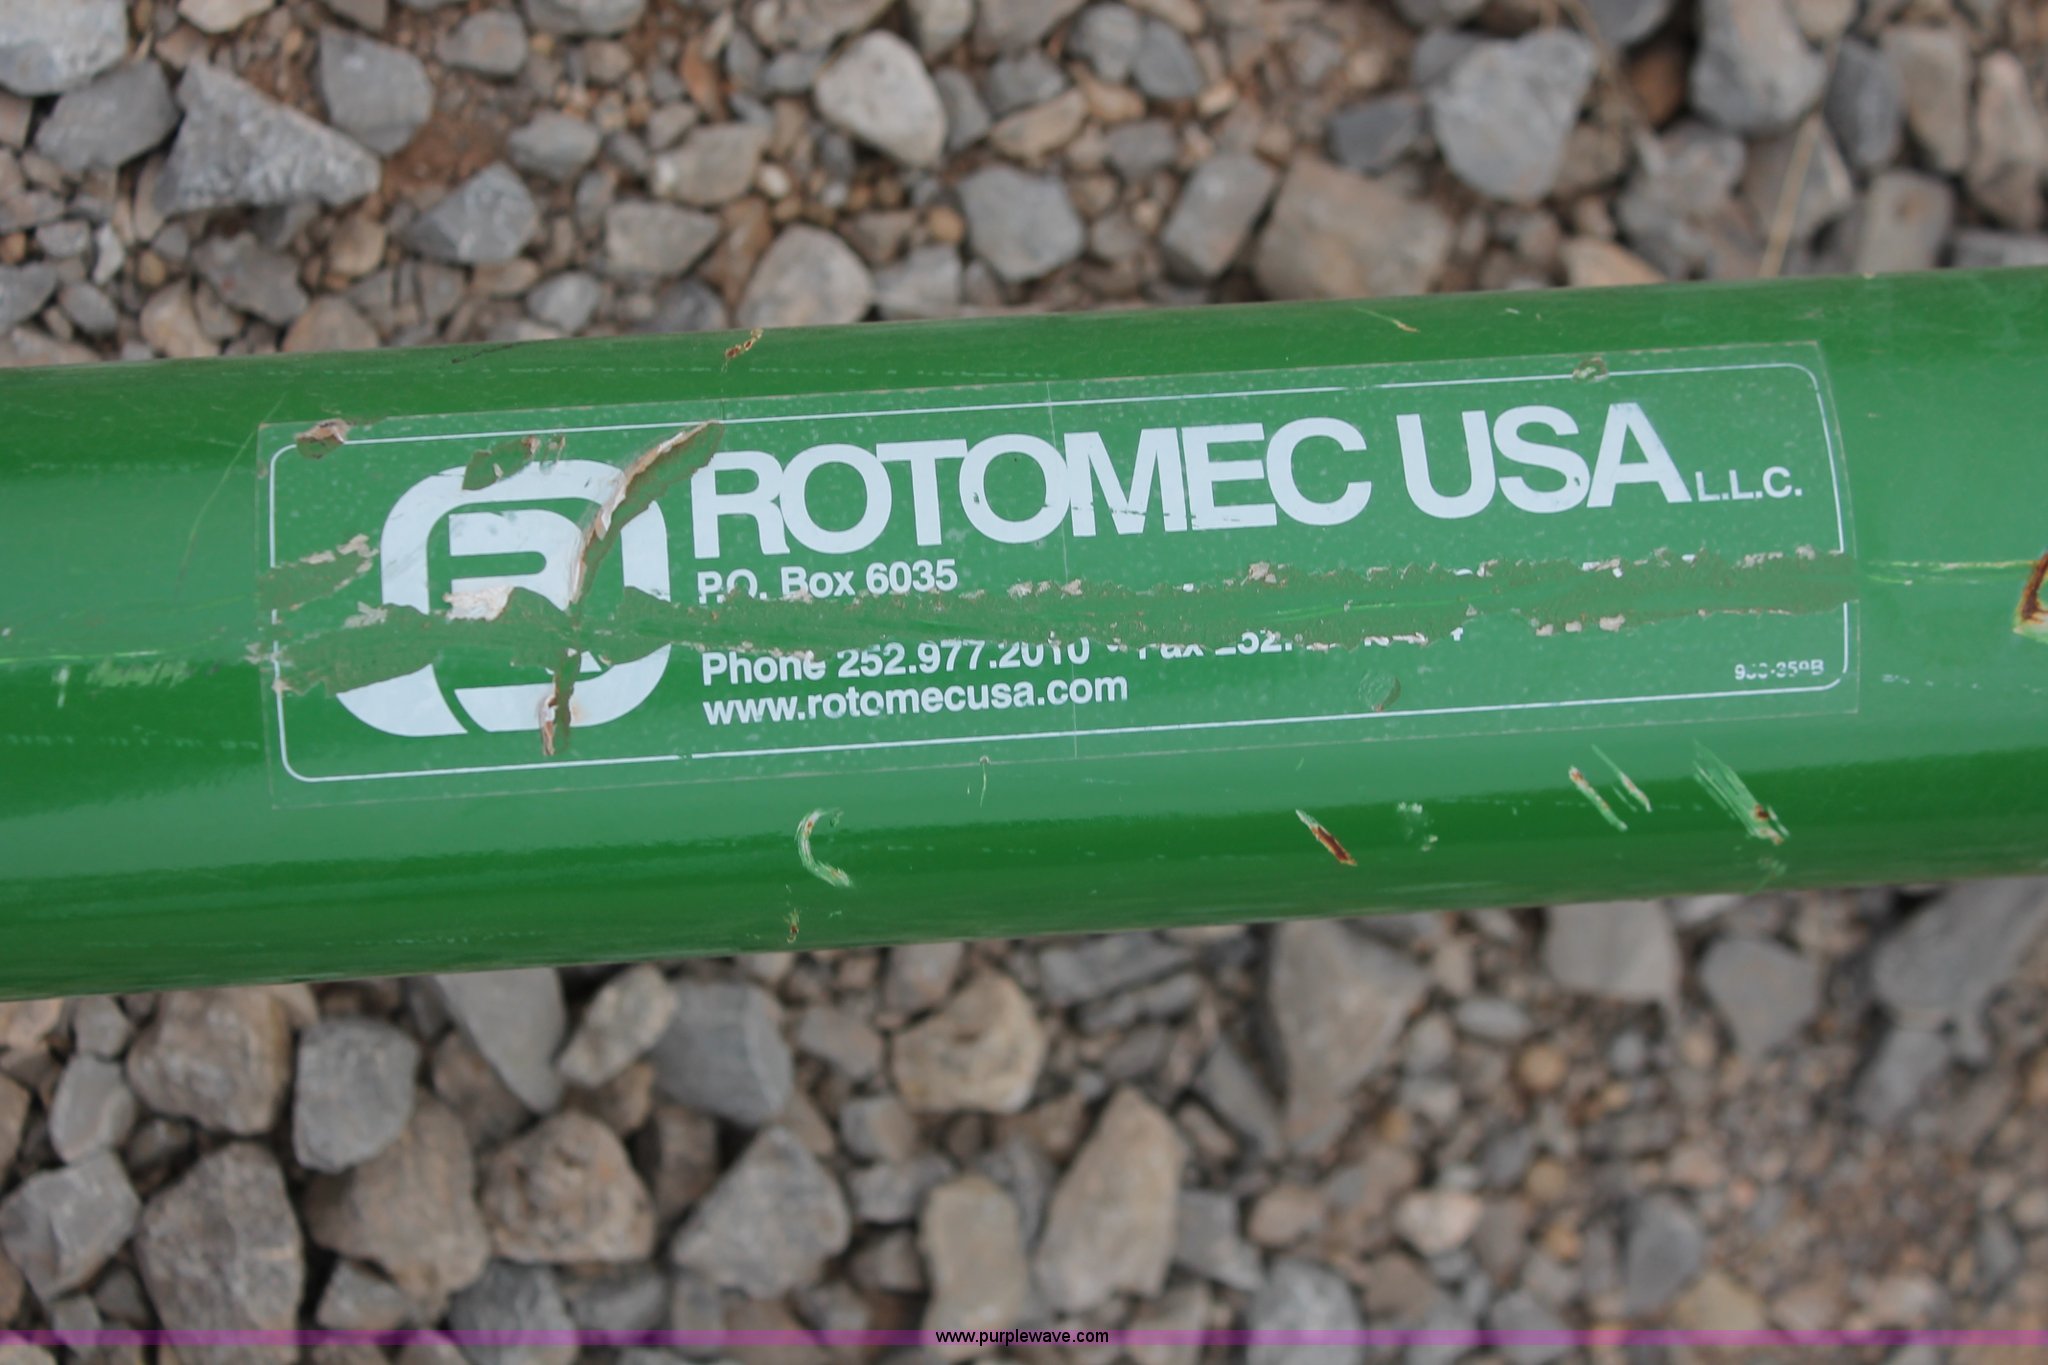 R ROTOMEC USA L.L.C.
P.O. Box 6035
Phone 252.977.2010
www.rotomecusa.com
www.purplewave.com